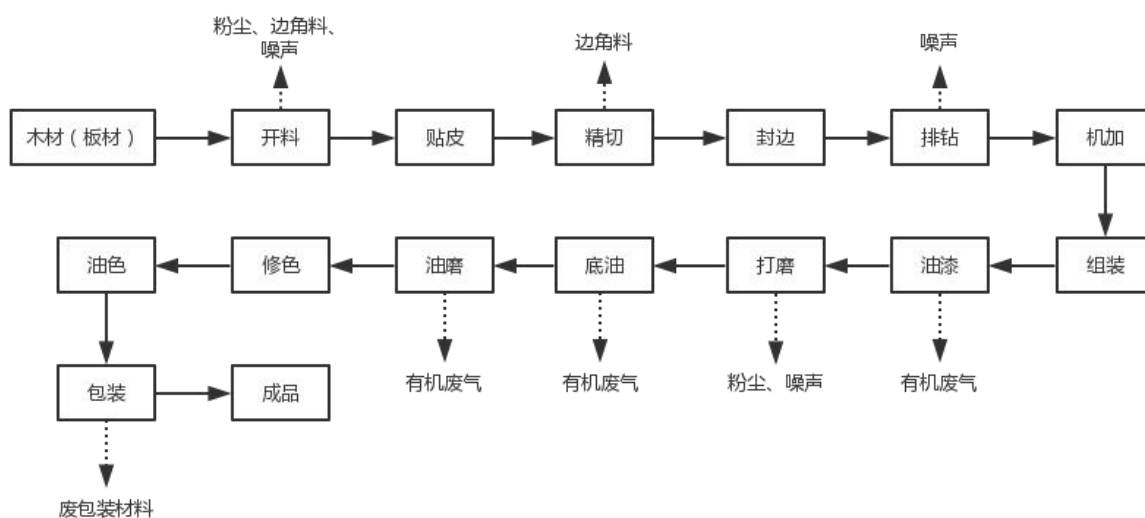 粉尘、边角料、
噪声
边角料
噪声
木材（板材）
开料
贴皮
精切
封边
排钻
机加
油色
修色
油磨
底油
打磨
油漆
组装
有机废气
有机废气
粉尘、噪声
有机废气
包装
成品
废包装材料